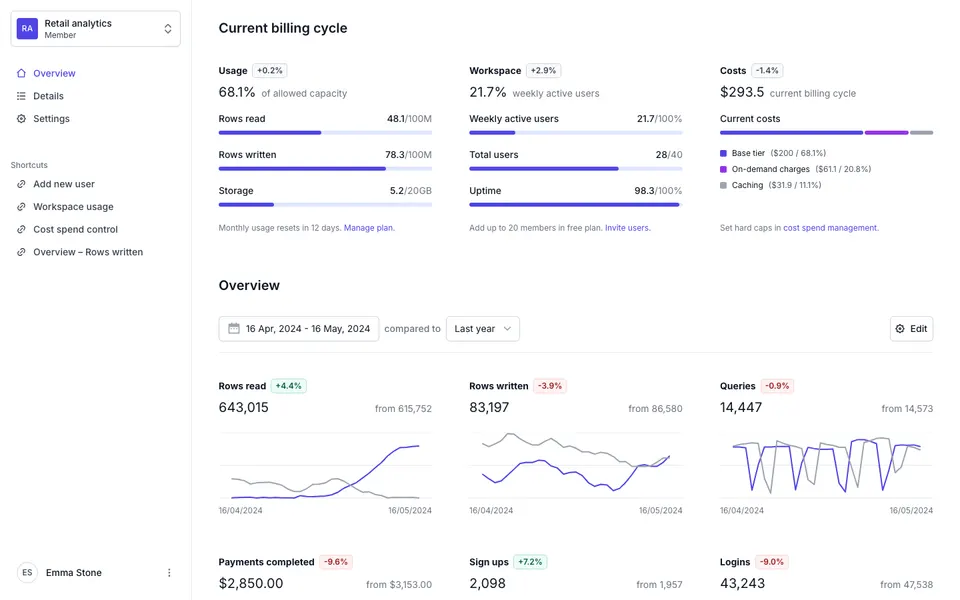 RA
Retail analytics
Member
Overview
Details
Settings
Shortcuts
Add new user
Workspace usage
Cost spend control
Overview – Rows written
ES
Emma Stone
Current billing cycle
Usage +0.2%
68.1% of allowed capacity
Rows read 48.1/100M
Rows written 78.3/100M
Storage 5.2/20GB
Monthly usage resets in 12 days. Manage plan.
Workspace +2.9%
21.7% weekly active users
Weekly active users 21.7/100%
Total users 28/40
Uptime 98.3/100%
Add up to 20 members in free plan. Invite users.
Costs -1.4%
$293.5 current billing cycle
Current costs
Base tier ($200 / 68.1%)
On-demand charges ($61.1 / 20.8%)
Caching ($31.9 / 11.1%)
Set hard caps in cost spend management.
Overview
16 Apr, 2024 - 16 May, 2024 compared to Last year Edit
Rows read +4.4%
643,015 from 615,752
16/04/2024 16/05/2024
Rows written -3.9%
83,197 from 86,580
16/04/2024 16/05/2024
Queries -0.9%
14,447 from 14,573
16/04/2024 16/05/2024
Payments completed -9.6%
$2,850.00 from $3,153.00
Sign ups +7.2%
2,098 from 1,957
Logins -9.0%
43,243 from 47,538